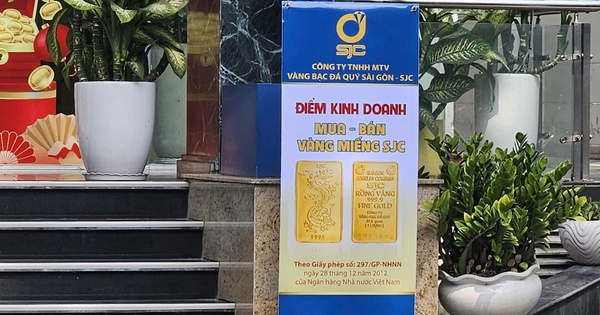 SJC
CÔNG TY TNHH MTV
VÀNG BẠC ĐÁ QUÝ SÀI GÒN - SJC
ĐIỂM KINH DOANH
MUA - BÁN
VÀNG MIẾNG SJC
9999
SJC
RỒNG VÀNG
999.9
FINE GOLD
Theo Giấy phép số: 297/GP-NHNN
ngày 28 tháng 12 năm 2012
của Ngân hàng Nhà nước Việt Nam